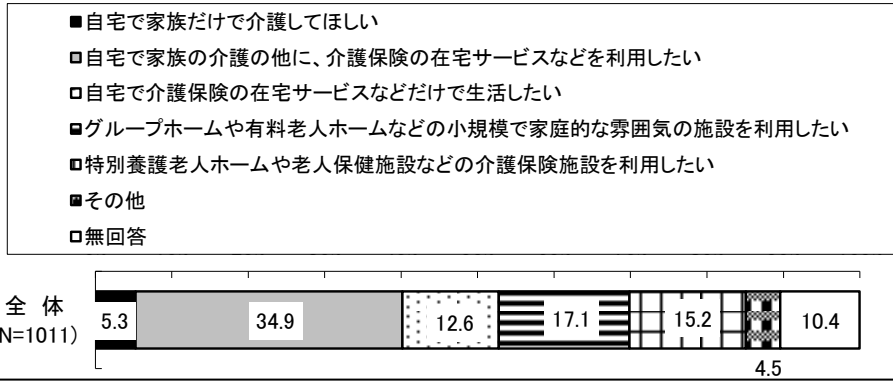 ■自宅で家族だけで介護してほしい
□自宅で家族の介護の他に、介護保険の在宅サービスなどを利用したい
□自宅で介護保険の在宅サービスなどだけで生活したい
□グループホームや有料老人ホームなどの小規模で家庭的な雰囲気の施設を利用したい
□特別養護老人ホームや老人保健施設などの介護保険施設を利用したい
■その他
□無回答
全 体
N=1011)
5.3 34.9 12.6 17.1 15.2 10.4
4.5